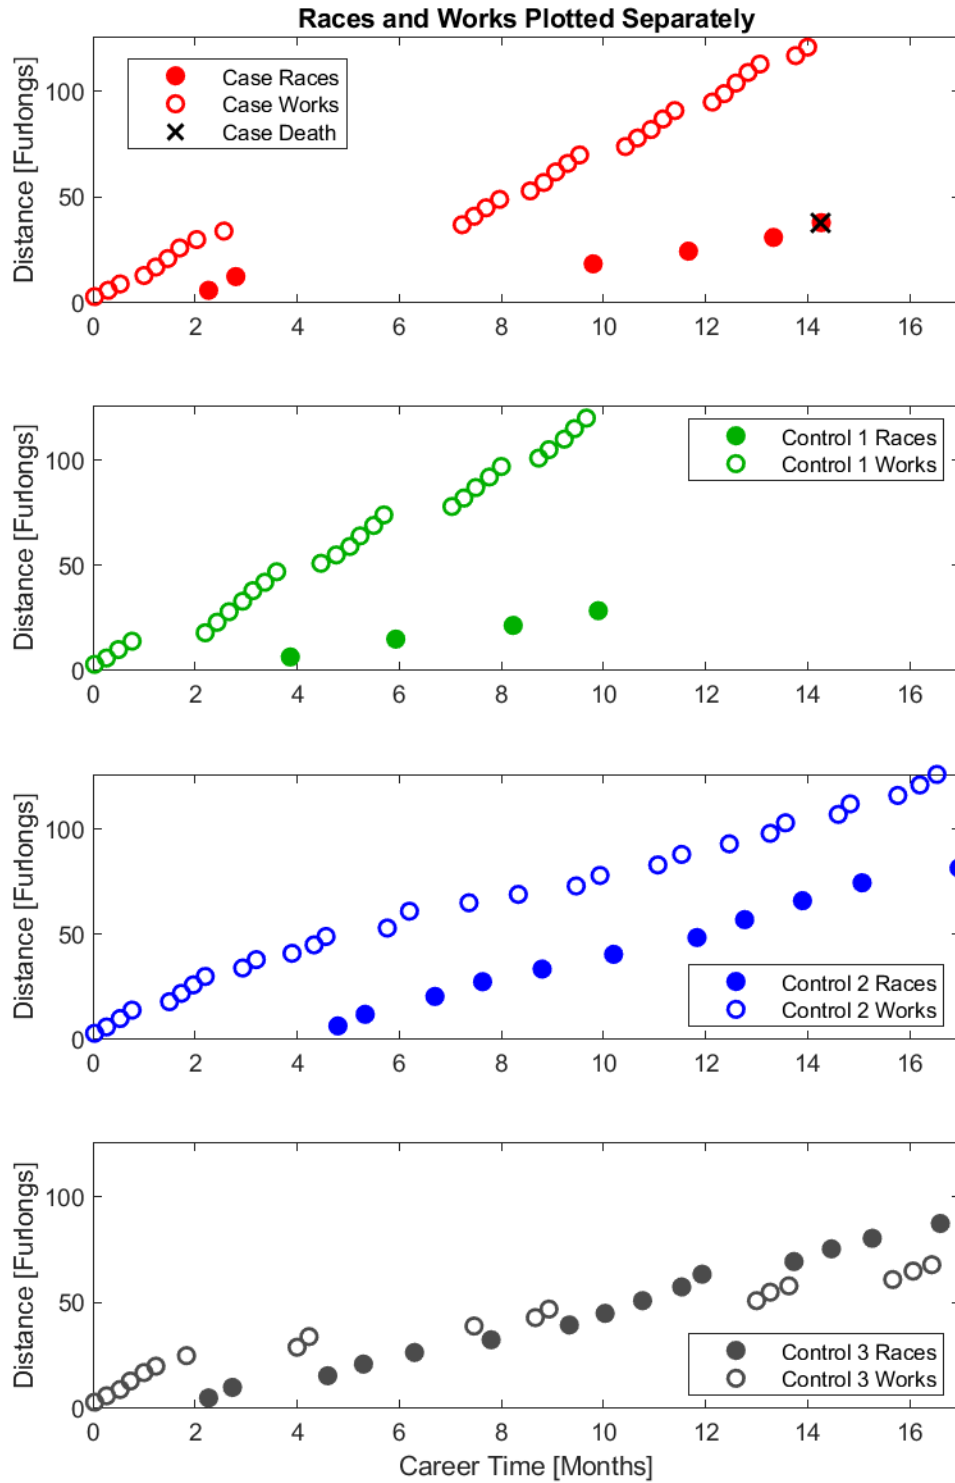 Races and Works Plotted Separately
Distance [Furlongs]
100
50
0
Case Races
Case Works
Case Death
0 2 4 6 8 10 12 14 16
Distance [Furlongs]
100
50
0
Control 1 Races
Control 1 Works
0 2 4 6 8 10 12 14 16
Distance [Furlongs]
100
50
0
Control 2 Races
Control 2 Works
0 2 4 6 8 10 12 14 16
Distance [Furlongs]
100
50
0
Control 3 Races
Control 3 Works
0 2 4 6 8 10 12 14 16
Career Time [Months]